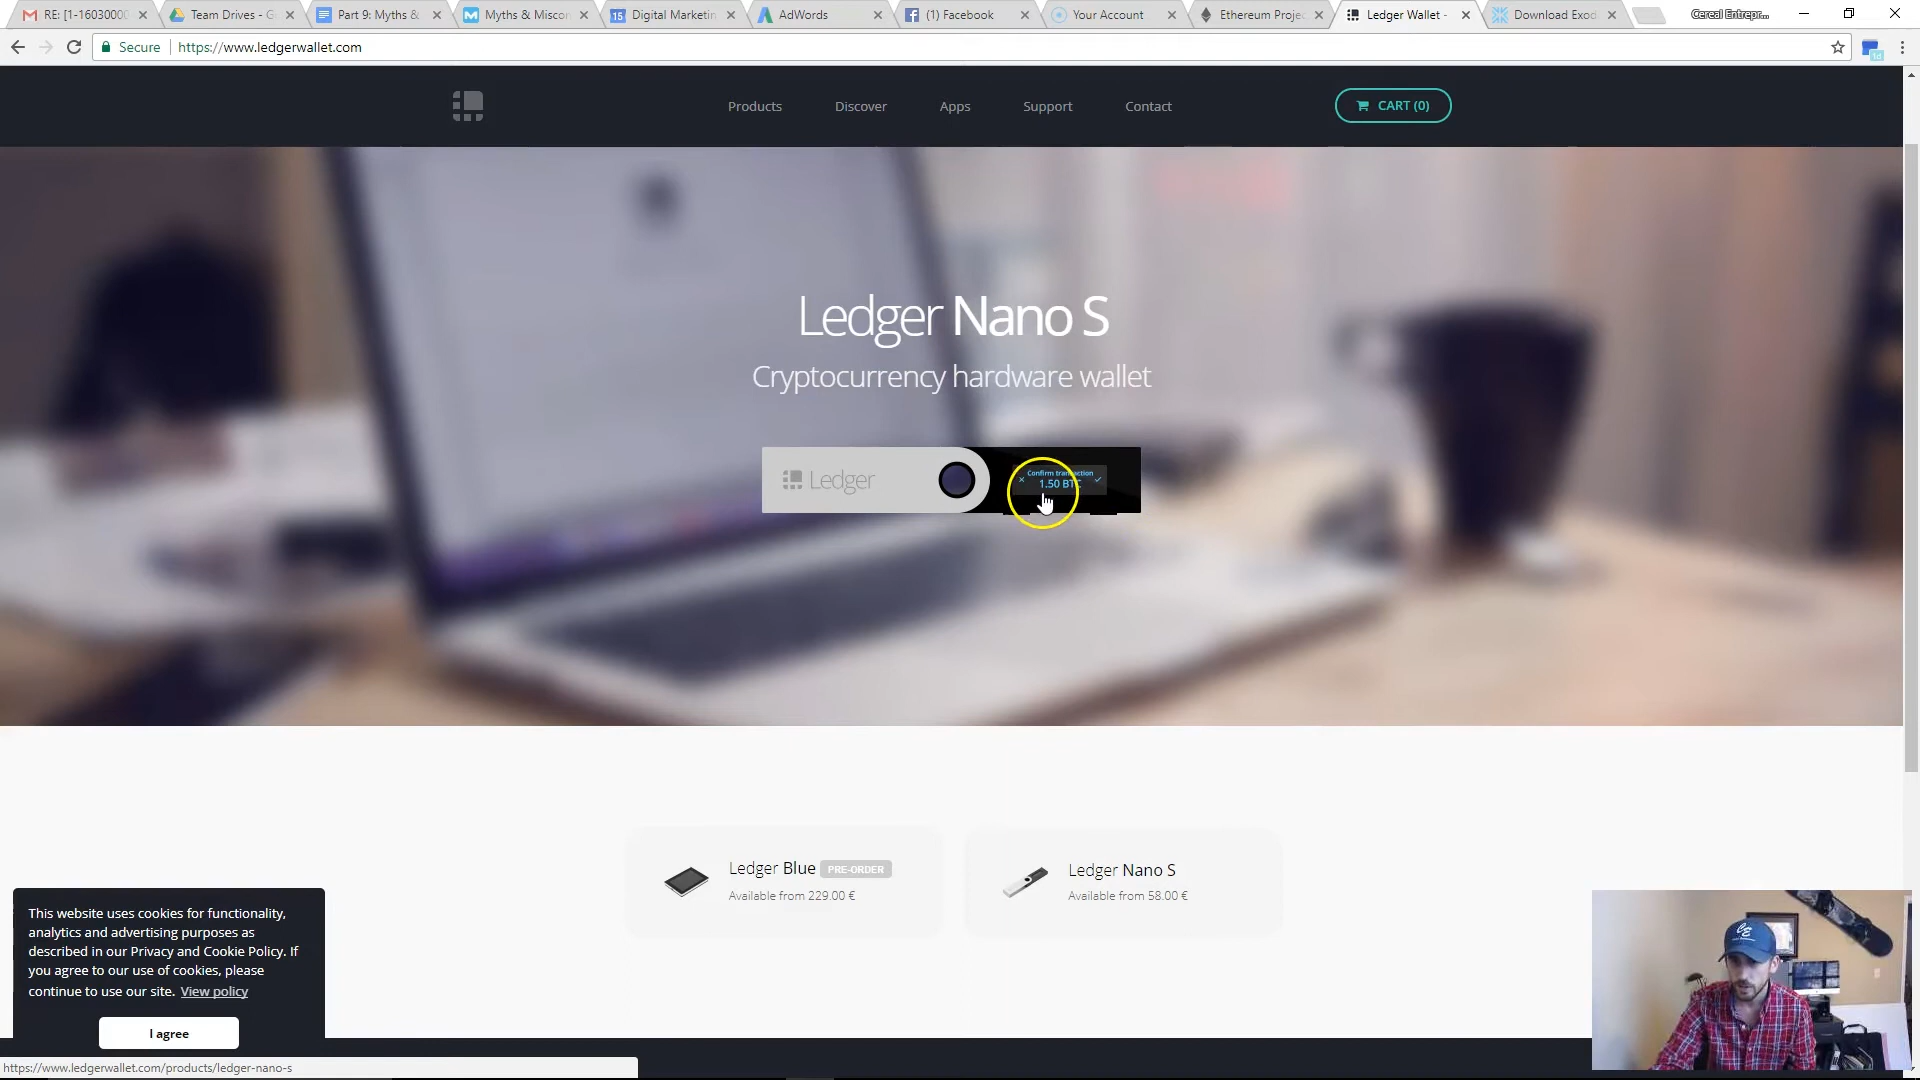 RE: [1-16030000
Team Drives - G
Part 9: Myths &
Myths & Miscon
Digital Marketin
AdWords
(1) Facebook
Your Account
Ethereum Projec
Ledger Wallet -
Download Exod
Cereal Entrepr...
Secure
https://www.ledgerwallet.com
Products
Discover
Apps
Support
Contact
CART (0)
Ledger Nano S
Cryptocurrency hardware wallet
Ledger
Confirm transaction
1.50 BTC
Ledger Blue PRE-ORDER
Available from 229.00 €
Ledger Nano S
Available from 58.00 €
This website uses cookies for functionality,
analytics and advertising purposes as
described in our Privacy and Cookie Policy. If
you agree to our use of cookies, please
continue to use our site. View policy
I agree
https://www.ledgerwallet.com/products/ledger-nano-s